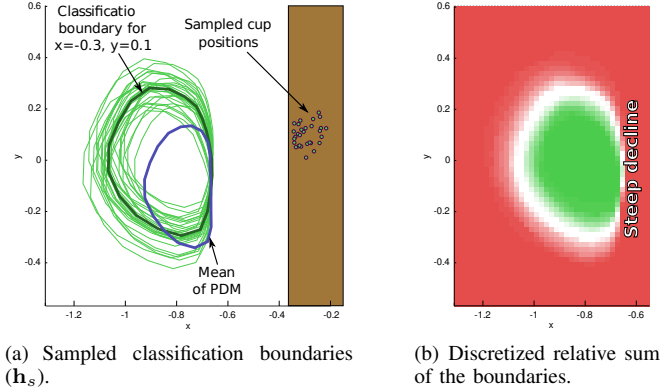 Classificatio
boundary for
x=-0.3, y=0.1
Sampled cup
positions
Mean
of PDM
0.6
0.4
0.2
0
-0.2
-0.4
y
-1.2
-1
-0.8
-0.6
-0.4
-0.2
x
(a) Sampled classification boundaries
(hs).
Steep decline
0.6
0.4
0.2
0
-0.2
-0.4
y
-1.2
-1
-0.8
-0.6
x
(b) Discretized relative sum
of the boundaries.